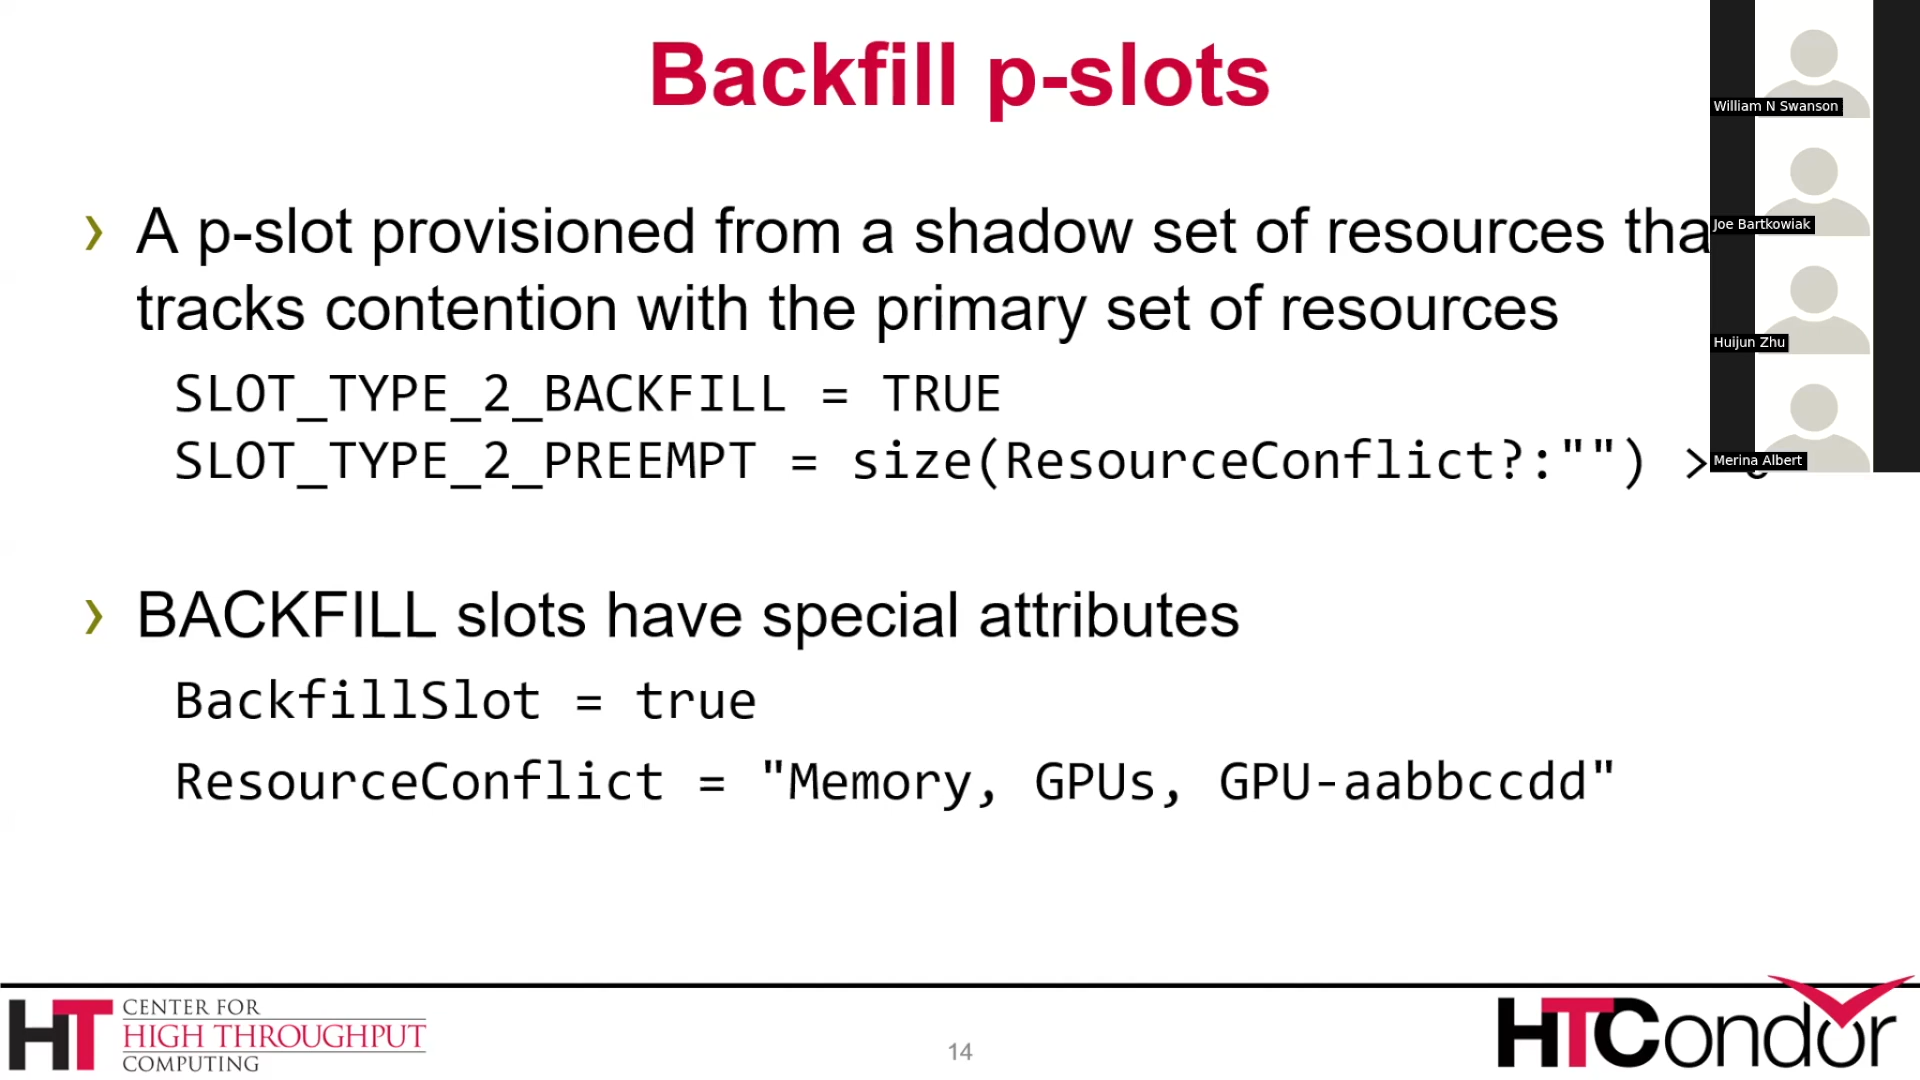 Backfill p-slots
› A p-slot provisioned from a shadow set of resources
tracks contention with the primary set of resources
SLOT_TYPE_2_BACKFILL = TRUE
SLOT_TYPE_2_PREEMPT = size(ResourceConflict?:"") >
› BACKFILL slots have special attributes
BackfillSlot = true
ResourceConflict = "Memory, GPUs, GPU-aabbccdd"
William N Swanson
Joe Bartkowiak
Huijun Zhu
Merina Albert
HT
CENTER FOR
HIGH THROUGHPUT
COMPUTING
14
HTCondor